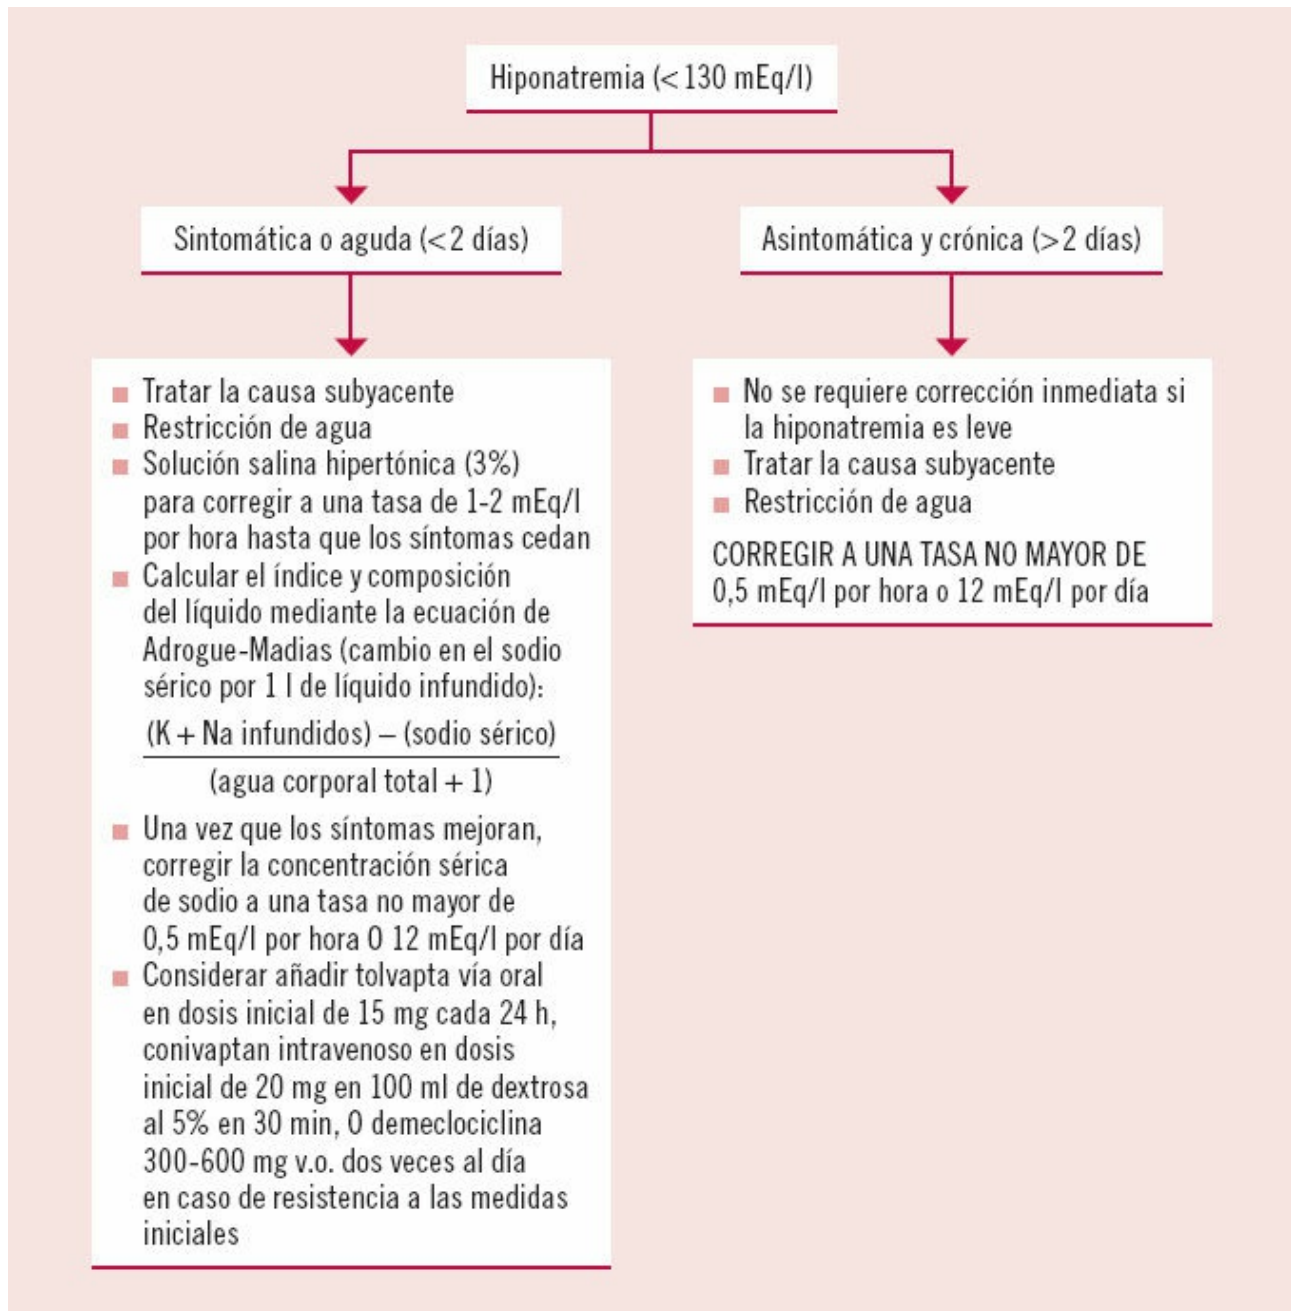 Hiponatremia (<130 mEq/l)
Sintomática o aguda (<2 días)
Asintomática y crónica (>2 días)
Tratar la causa subyacente
Restricción de agua
Solución salina hipertónica (3%)
para corregir a una tasa de 1-2 mEq/l
por hora hasta que los síntomas cedan
Calcular el índice y composición
del líquido mediante la ecuación de
Adrogue-Madias (cambio en el sodio
sérico por 1 l de líquido infundido):
(K + Na infundidos) – (sodio sérico)
(agua corporal total + 1)
Una vez que los síntomas mejoran,
corregir la concentración sérica
de sodio a una tasa no mayor de
0,5 mEq/l por hora O 12 mEq/l por día
Considerar añadir tolvapta vía oral
en dosis inicial de 15 mg cada 24 h,
conivaptan intravenoso en dosis
inicial de 20 mg en 100 ml de dextrosa
al 5% en 30 min, O demeclociclina
300-600 mg v.o. dos veces al día
en caso de resistencia a las medidas
iniciales
No se requiere corrección inmediata si
la hiponatremia es leve
Tratar la causa subyacente
Restricción de agua
CORREGIR A UNA TASA NO MAYOR DE
0,5 mEq/l por hora o 12 mEq/l por día